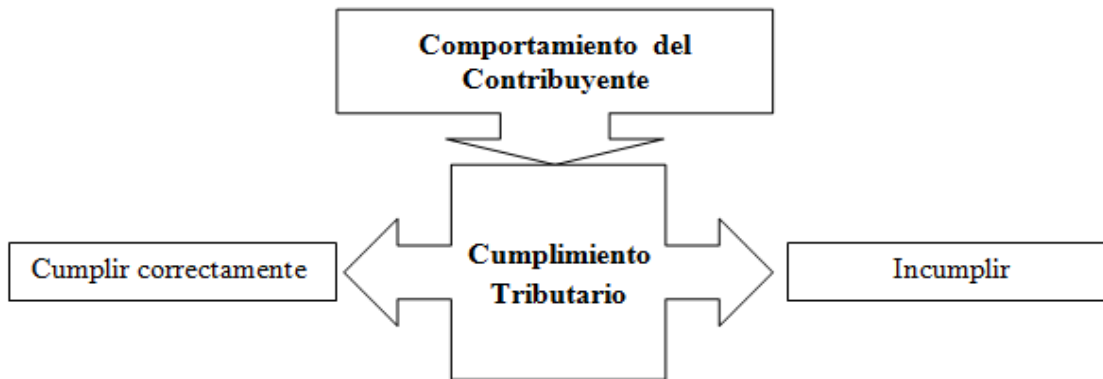 Comportamiento del
Contribuyente
Cumplir correctamente
Cumplimiento
Tributario
Incumplir